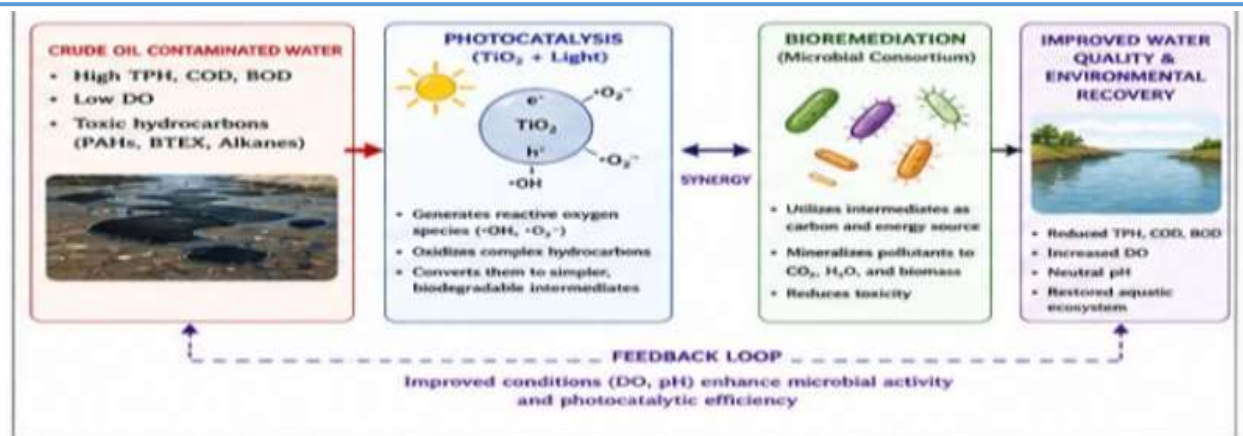 CRUDE OIL CONTAMINATED WATER
• High TPH, COD, BOD
• Low DO
• Toxic hydrocarbons
(PAHs, BTEX, Alkanes)
PHOTOCATALYSIS
(TiO₂ + Light)
e⁻
TiO₂
h⁺
•O₂⁻
•O₂⁻
•OH
• Generates reactive oxygen
species (•OH, •O₂⁻)
• Oxidizes complex hydrocarbons
• Converts them to simpler,
biodegradable intermediates
SYNERGY
BIOREMEDIATION
(Microbial Consortium)
• Utilizes intermediates as
carbon and energy source
• Mineralizes pollutants to
CO₂, H₂O, and biomass
• Reduces toxicity
IMPROVED WATER
QUALITY &
ENVIRONMENTAL
RECOVERY
• Reduced TPH, COD, BOD
• Increased DO
• Neutral pH
• Restored aquatic
ecosystem
FEEDBACK LOOP
Improved conditions (DO, pH) enhance microbial activity
and photocatalytic efficiency